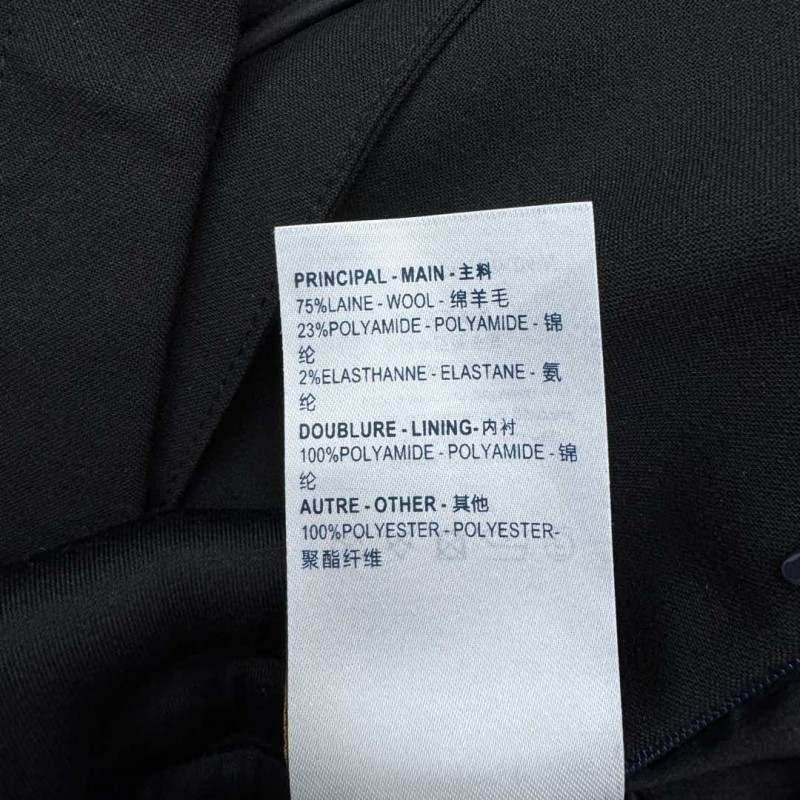 PRINCIPAL - MAIN - 主料
75%LAINE - WOOL - 绵羊毛
23%POLYAMIDE - POLYAMIDE - 锦
纶
2%ELASTHANNE - ELASTANE - 氨
纶
DOUBLURE - LINING- 内衬
100%POLYAMIDE - POLYAMIDE - 锦
纶
AUTRE - OTHER - 其他
100%POLYESTER - POLYESTER-
聚酯纤维